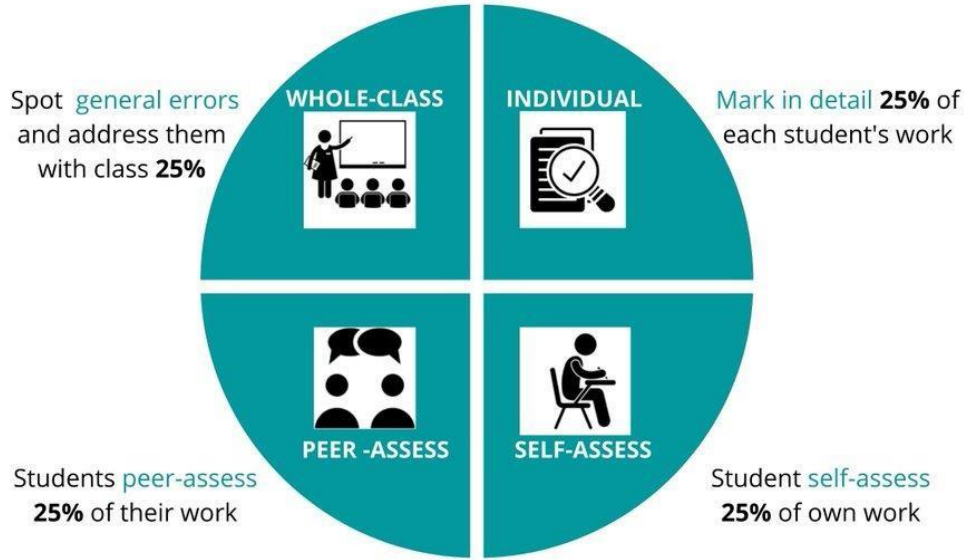 Spot general errors
and address them
with class 25%
WHOLE-CLASS
INDIVIDUAL
Mark in detail 25% of
each student's work
PEER -ASSESS
SELF-ASSESS
Students peer-assess
25% of their work
Student self-assess
25% of own work